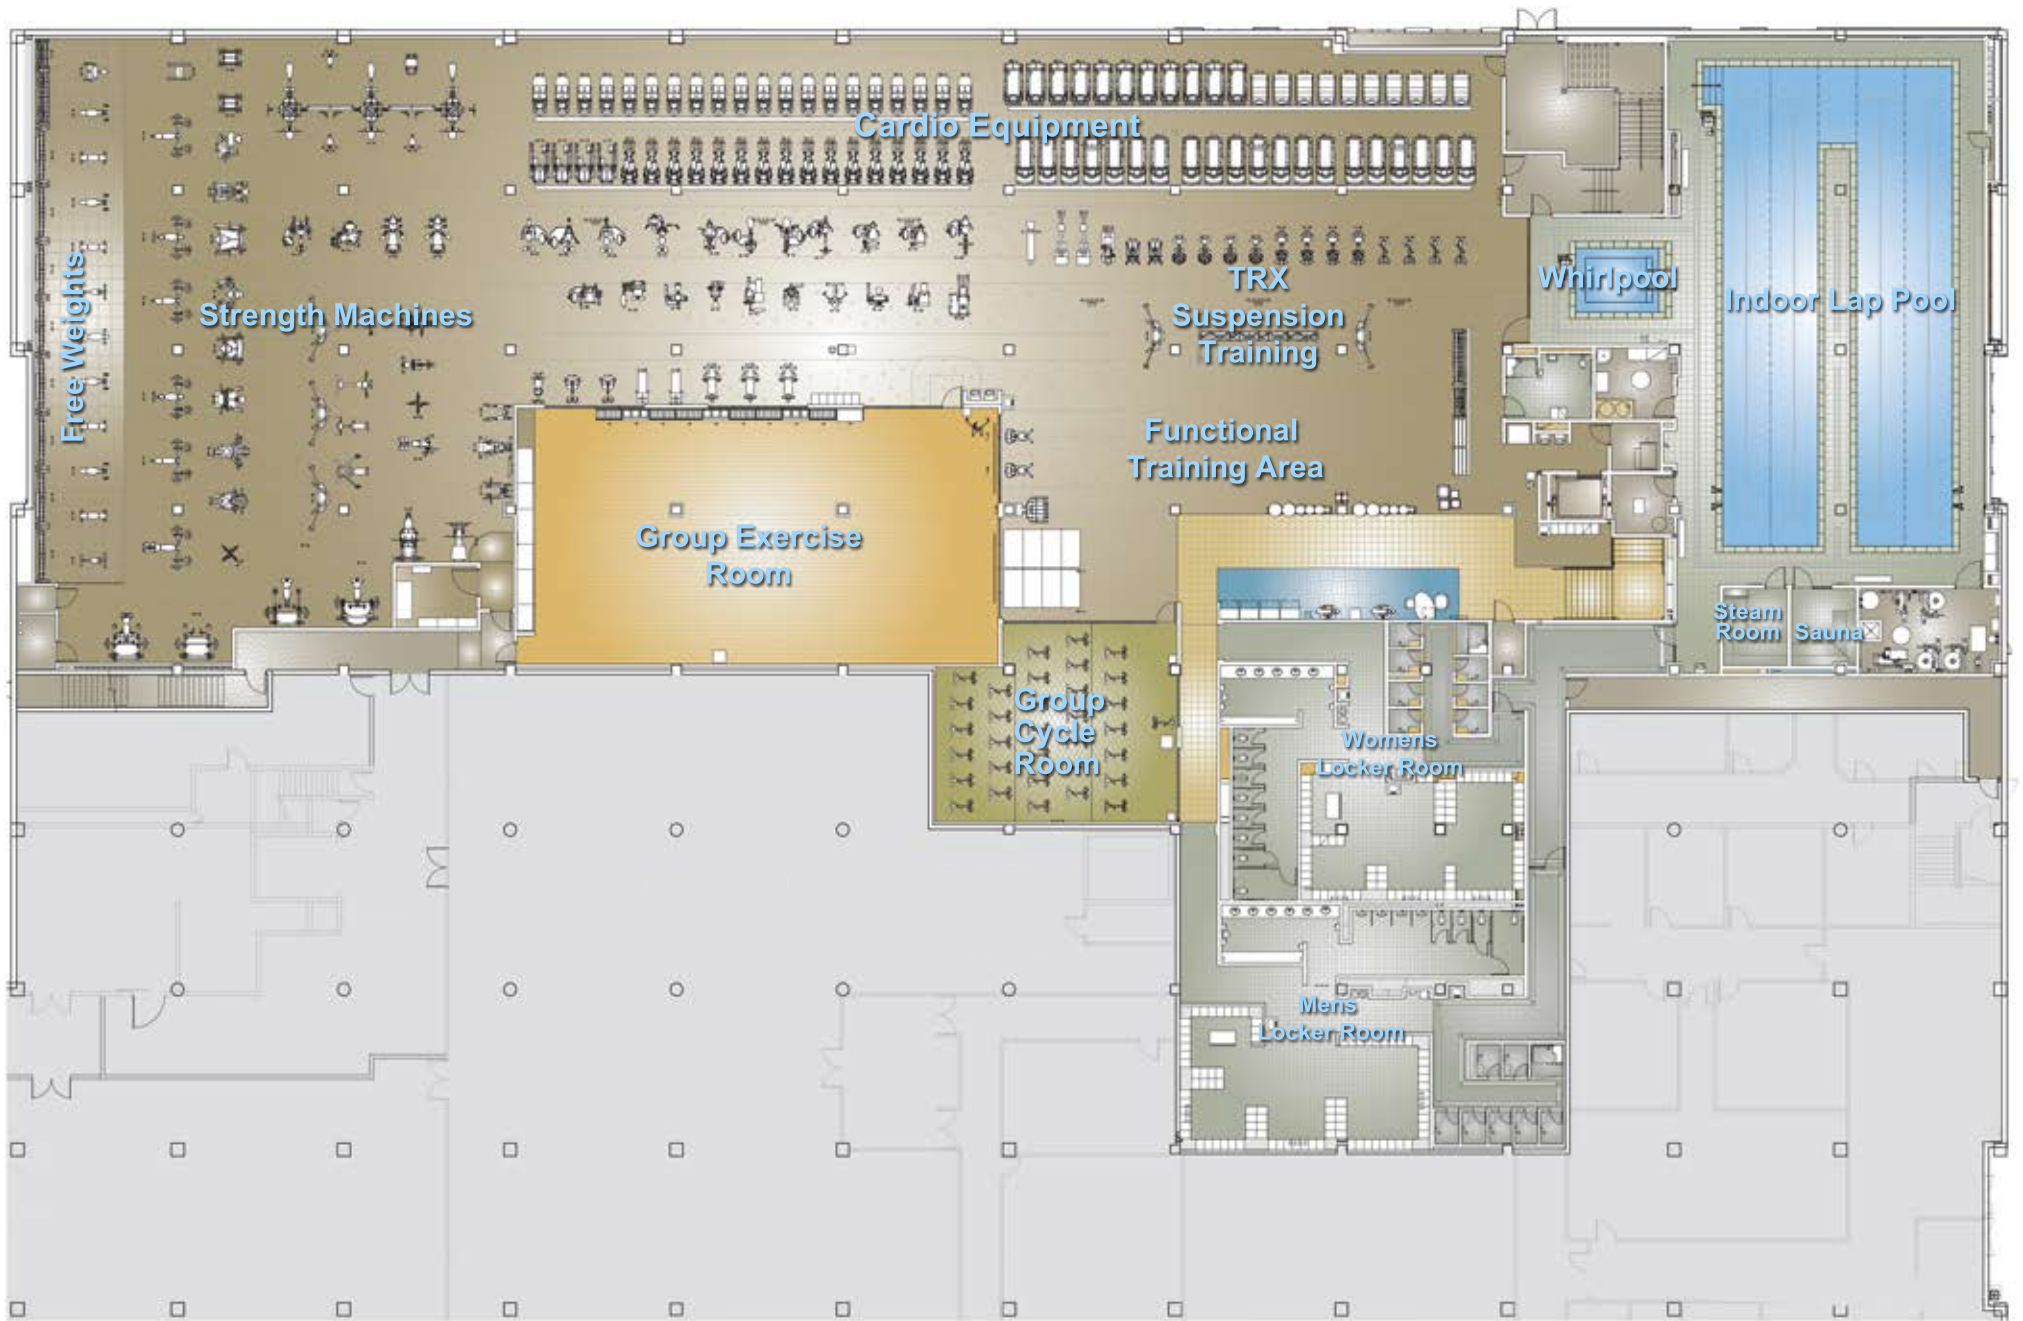 Cardio Equipment
Free Weights
Strength Machines
TRX
Suspension
Training
Whirlpool
Indoor Lap Pool
Functional
Training Area
Group Exercise
Room
Steam
Room
Sauna
Group
Cycle
Room
Womens
Locker Room
Mens
Locker Room